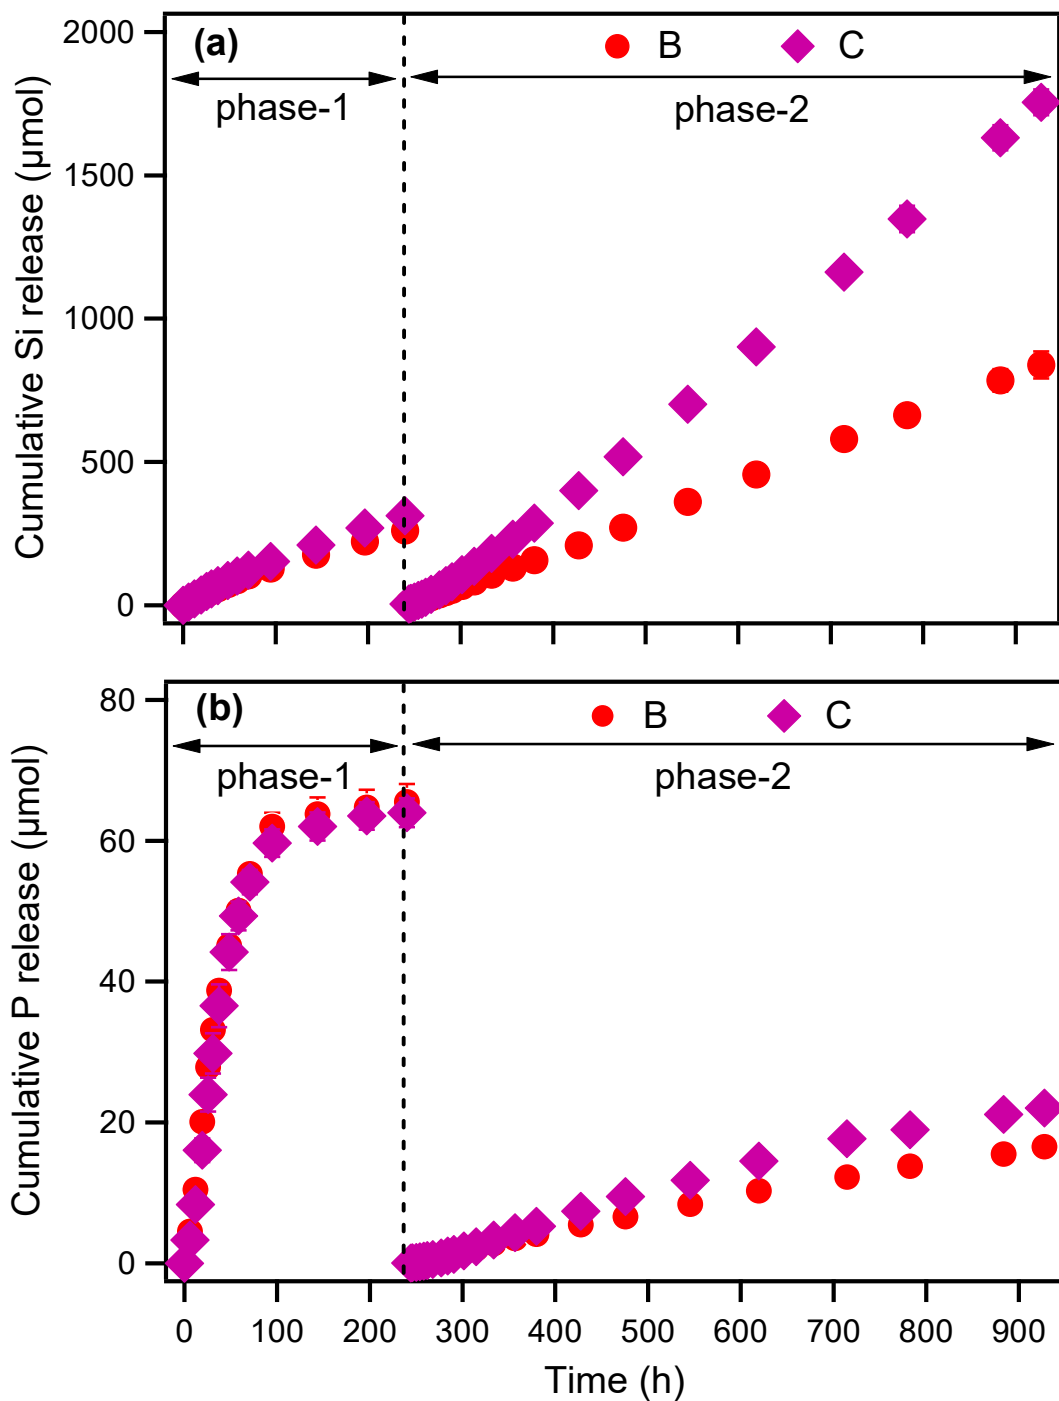 (a)
B
C
phase-1
phase-2
Cumulative Si release (µmol)
2000
1500
1000
500
0
(b)
B
C
phase-1
phase-2
Cumulative P release (µmol)
80
60
40
20
0
0 100 200 300 400 500 600 700 800 900
Time (h)